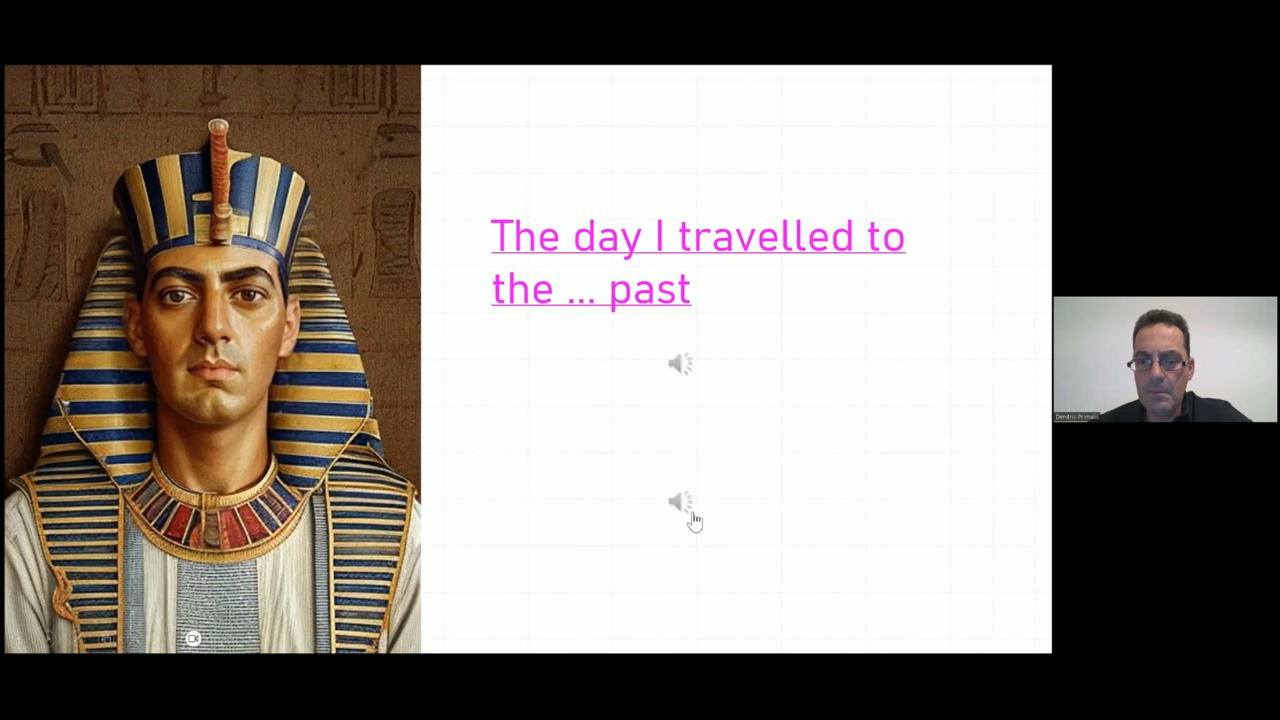 The day I travelled to
the ... past